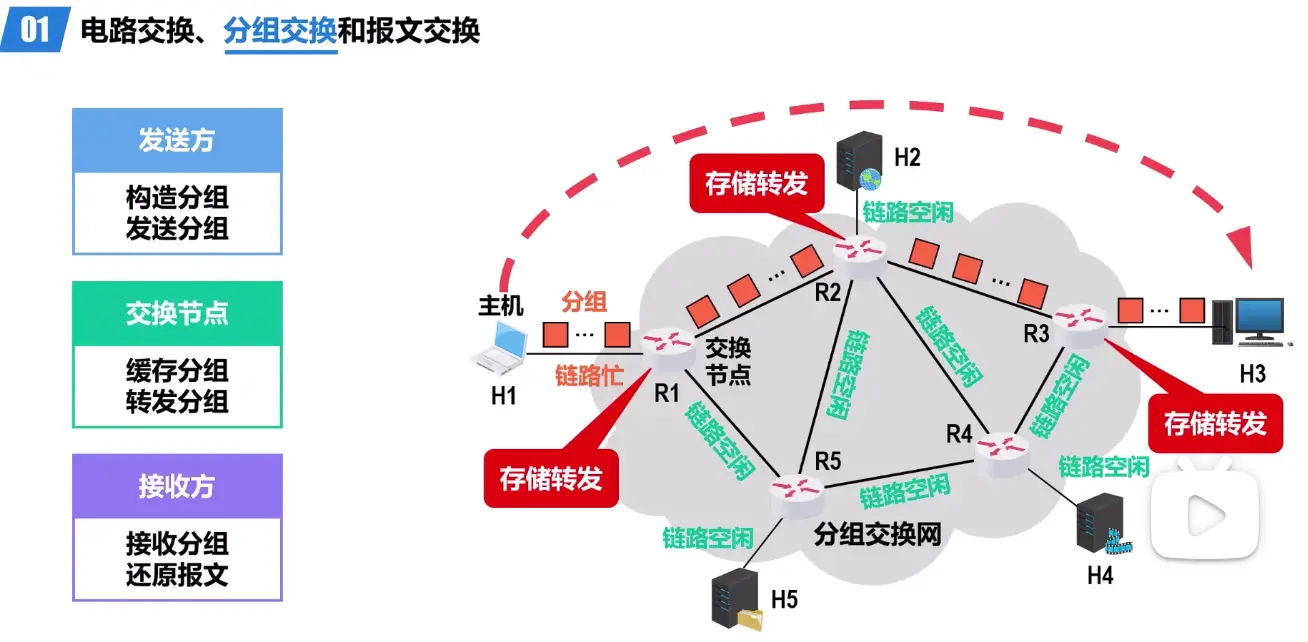 01 电路交换、分组交换和报文交换
发送方
构造分组
发送分组
交换节点
缓存分组
转发分组
接收方
接收分组
还原报文
H2
存储转发
链路空闲
R2
主机
分组
链路忙
H1
R1
交换
节点
R3
H3
链路空闲
链路空闲
链路空闲
链路空闲
存储转发
存储转发
R4
R5
链路空闲
链路空闲
链路空闲
分组交换网
H4
H5